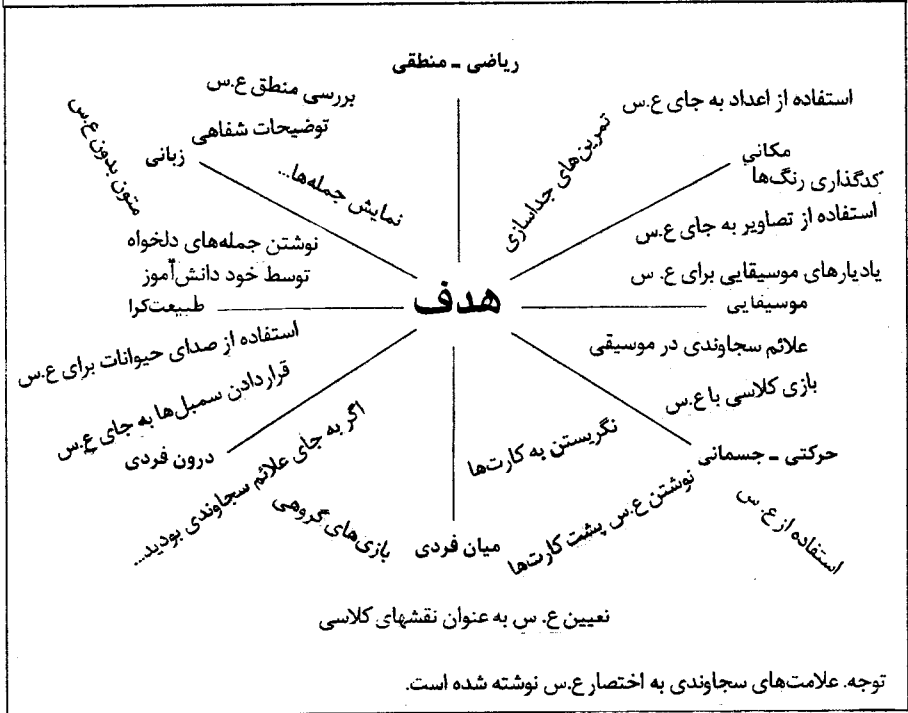 ریاضی ـ منطقی
بررسی منطق ع.س
توضیحات شفاهی
زبانی
متون بدون ع.س
نمایش جمله‌ها...
استفاده از اعداد به جای ع.س
تمرین‌های جداسازی
مکانی
کدگذاری رنگ‌ها
استفاده از تصاویر به جای ع.س
نوشتن جمله‌های دلخواه
توسط خود دانش‌آموز
طبیعت‌گرا
هدف
یادیارهای موسیقایی برای ع. س
موسیقایی
علائم سجاوندی در موسیقی
استفاده از صدای حیوانات برای ع.س
قراردادن سمبل‌ها به جای ع.س
درون فردی
اگر به جای علائم سجاوندی بودید...
بازی کلاسی با ع.س
حرکتی ـ جسمانی
نگریستن به کارت‌ها
نوشتن ع.س پشت کارت‌ها
استفاده از ع. س
بازی‌های گروهی
میان فردی
تعیین ع. س به عنوان نقشهای کلاسی
توجه. علامت‌های سجاوندی به اختصار ع.س نوشته شده است.